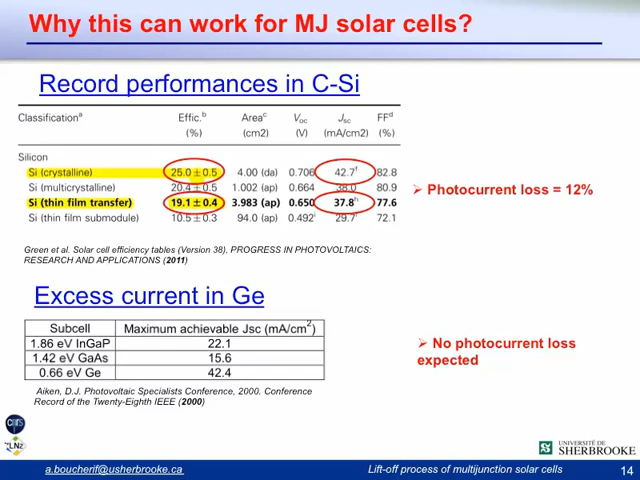 Why this can work for MJ solar cells?
Record performances in C-Si
Classificationᵃ Effic.ᵇ Areaᶜ Voc Jsc FFᵈ
(%) (cm2) (V) (mA/cm2) (%)
Silicon
Si (crystalline) 25.0 ± 0.5 4.00 (da) 0.706 42.7ᶠ 82.8
Si (multicrystalline) 20.4 ± 0.5 1.002 (ap) 0.664 38.0 80.9
Si (thin film transfer) 19.1 ± 0.4 3.983 (ap) 0.650 37.8ʰ 77.6
Si (thin film submodule) 10.5 ± 0.3 94.0 (ap) 0.492ⁱ 29.7ⁱ 72.1
➢ Photocurrent loss = 12%
Green et al. Solar cell efficiency tables (Version 38), PROGRESS IN PHOTOVOLTAICS:
RESEARCH AND APPLICATIONS (2011)
Excess current in Ge
Subcell Maximum achievable Jsc (mA/cm²)
1.86 eV InGaP 22.1
1.42 eV GaAs 15.6
0.66 eV Ge 42.4
➢ No photocurrent loss
expected
Aiken, D.J. Photovoltaic Specialists Conference, 2000. Conference
Record of the Twenty-Eighth IEEE (2000)
cnrs
LN2
UNIVERSITÉ DE
SHERBROOKE
a.boucherif@usherbrooke.ca Lift-off process of multijunction solar cells 14